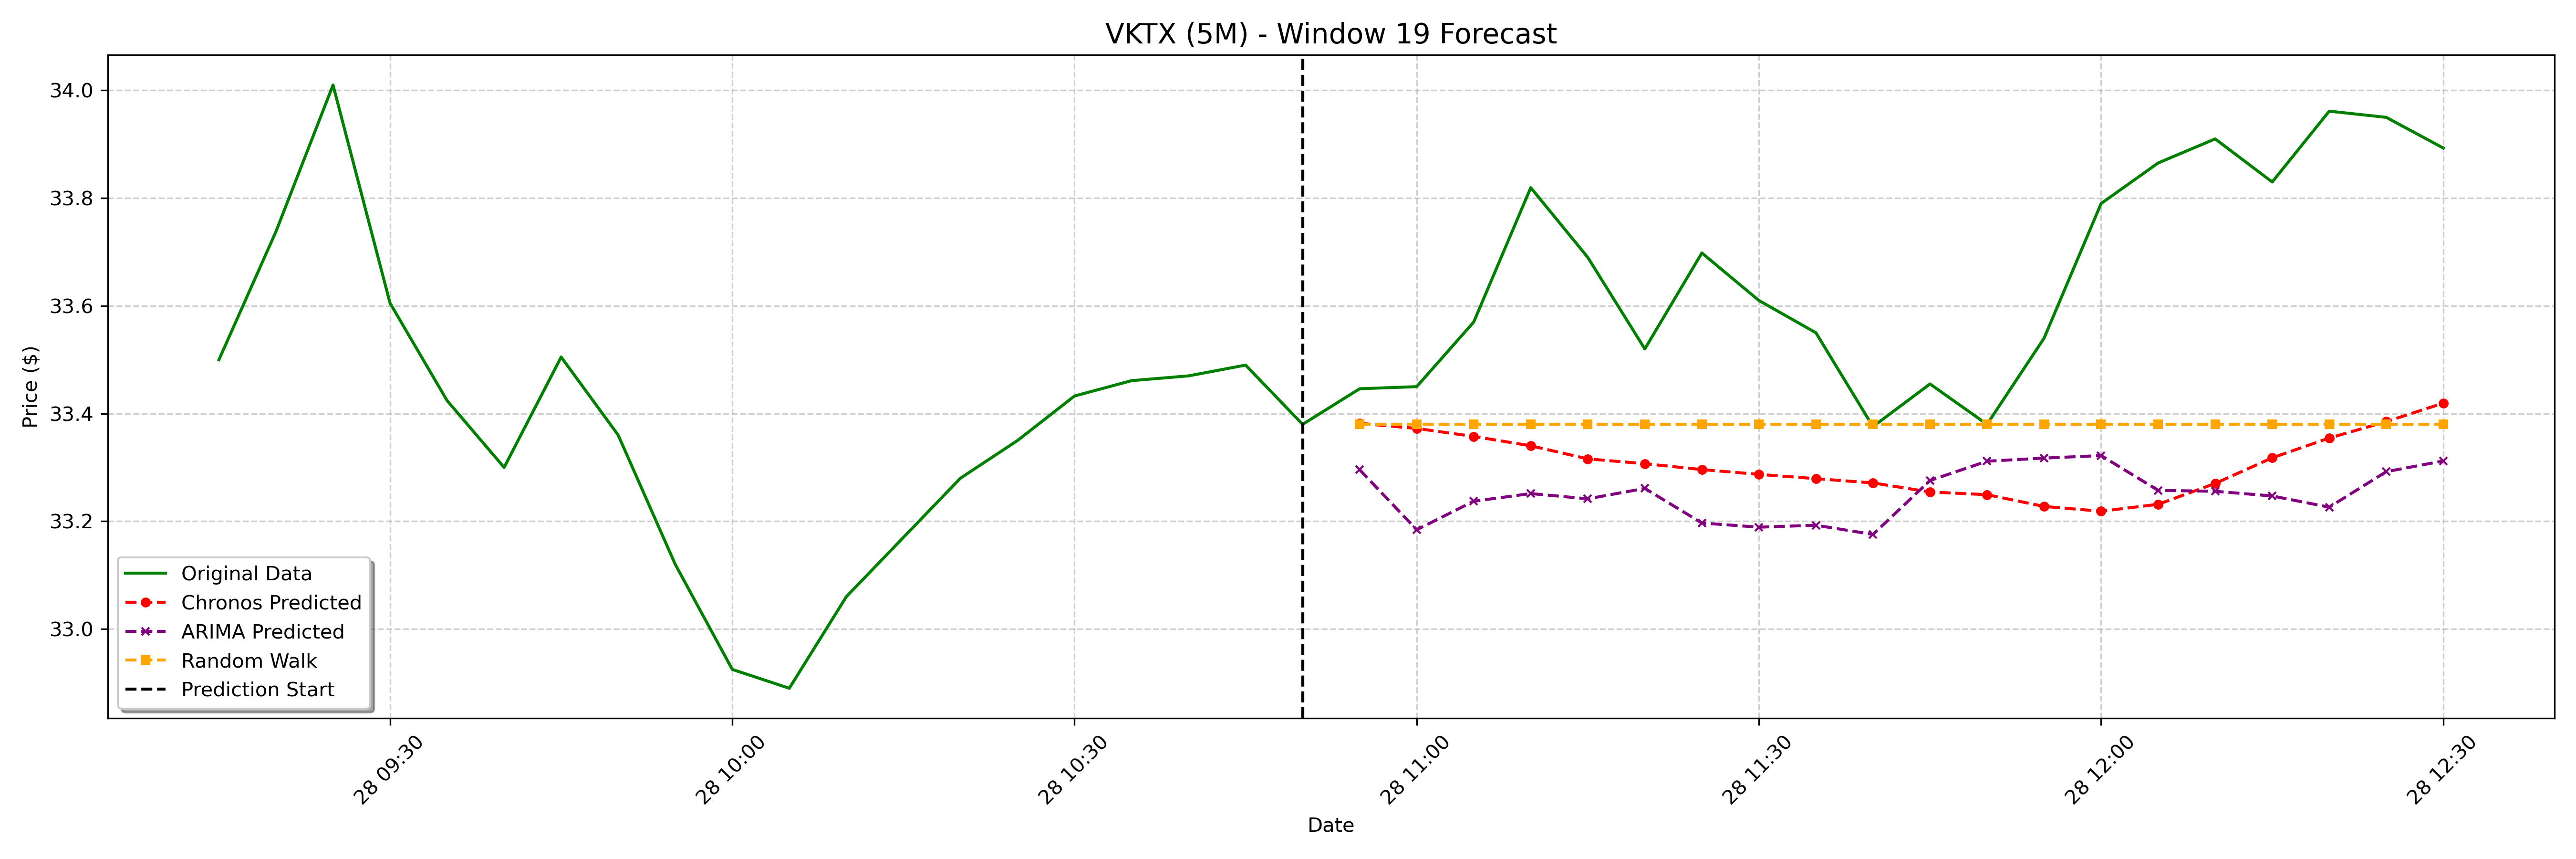 VKTX (5M) - Window 19 Forecast
Price ($)
34.0
33.8
33.6
33.4
33.2
33.0
Original Data
Chronos Predicted
ARIMA Predicted
Random Walk
Prediction Start
28 09:30
28 10:00
28 10:30
28 11:00
28 11:30
28 12:00
28 12:30
Date